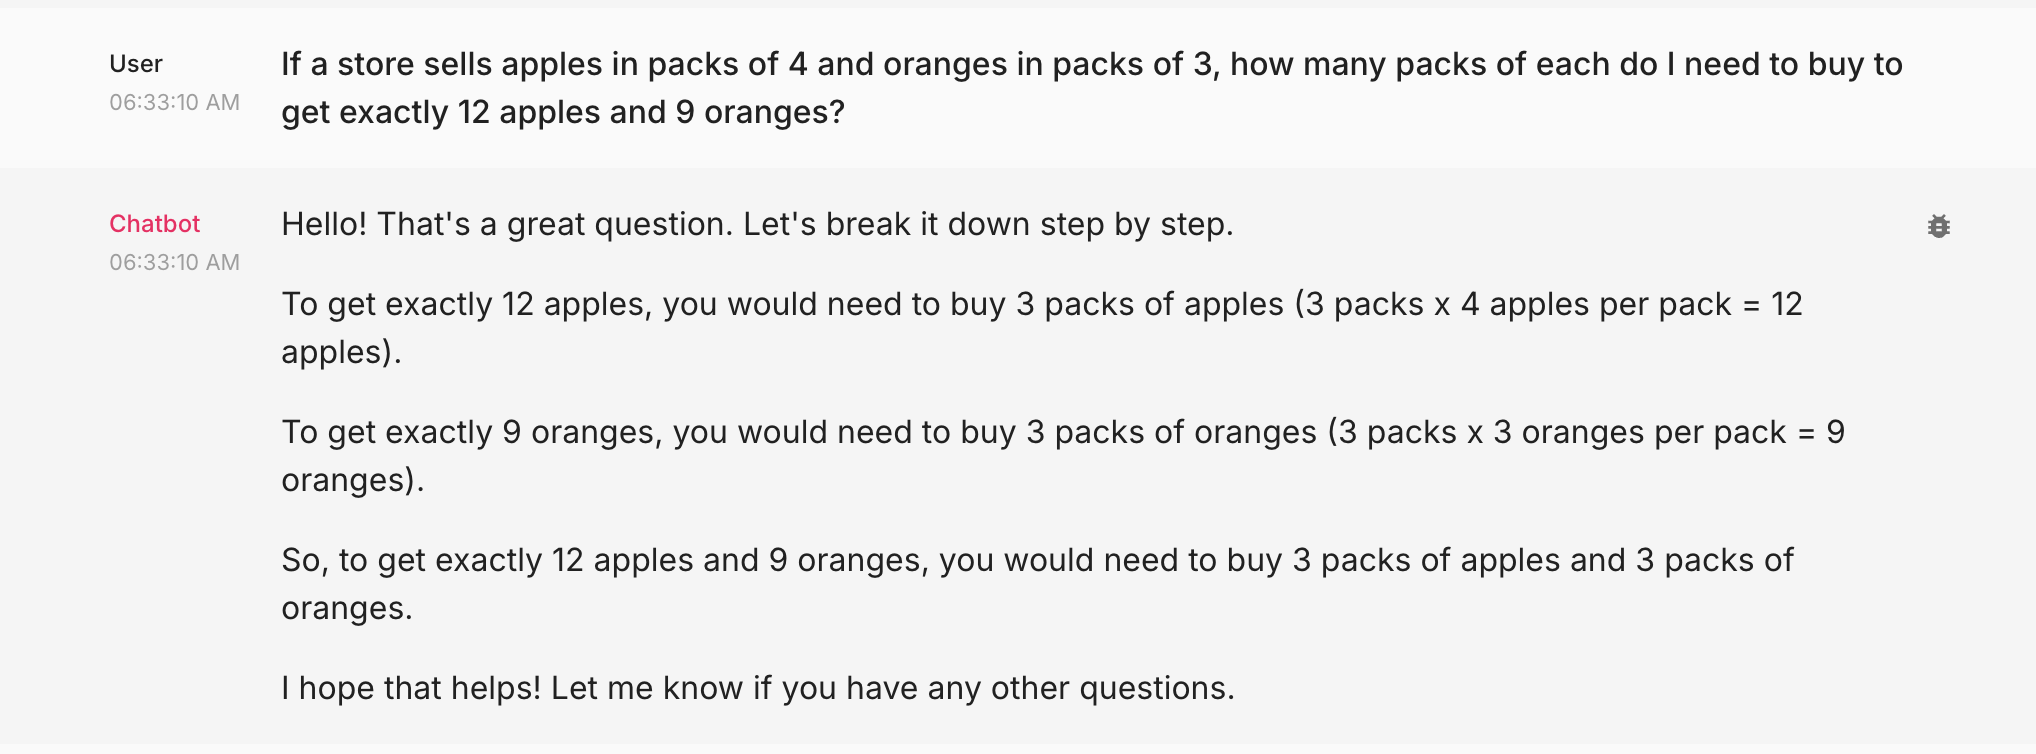 User
06:33:10 AM
If a store sells apples in packs of 4 and oranges in packs of 3, how many packs of each do I need to buy to
get exactly 12 apples and 9 oranges?
Chatbot
06:33:10 AM
Hello! That's a great question. Let's break it down step by step.
To get exactly 12 apples, you would need to buy 3 packs of apples (3 packs x 4 apples per pack = 12
apples).
To get exactly 9 oranges, you would need to buy 3 packs of oranges (3 packs x 3 oranges per pack = 9
oranges).
So, to get exactly 12 apples and 9 oranges, you would need to buy 3 packs of apples and 3 packs of
oranges.
I hope that helps! Let me know if you have any other questions.